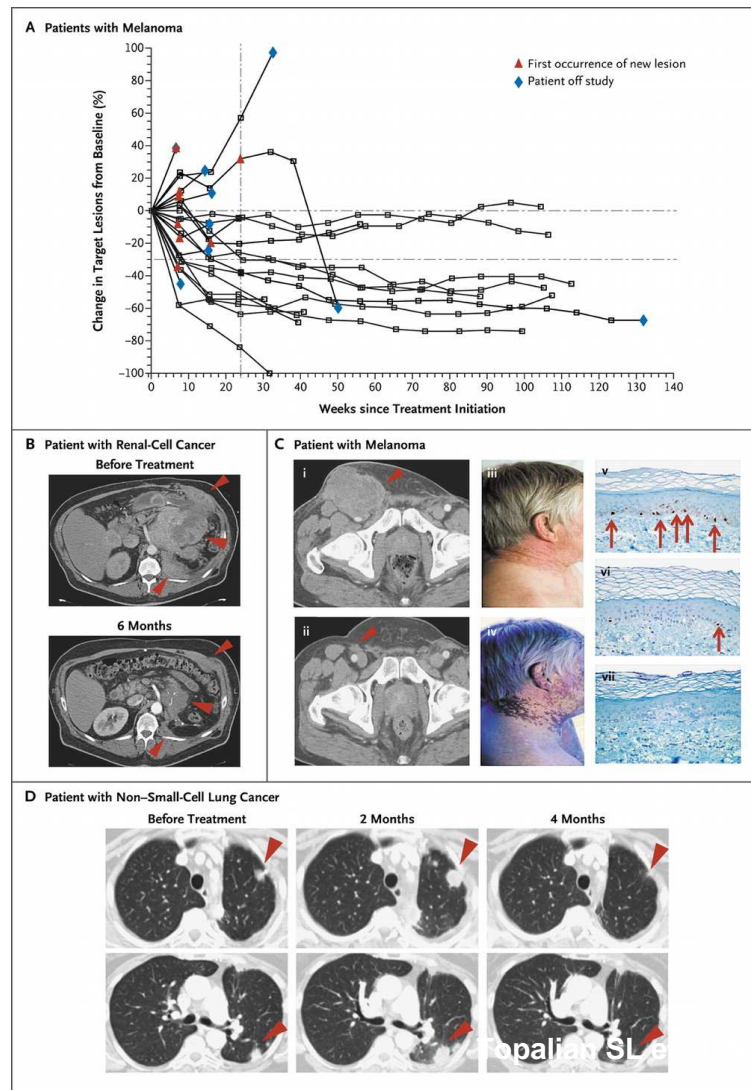 A Patients with Melanoma
Change in Target Lesions from Baseline (%)
100
80
60
40
20
0
−20
−40
−60
−80
−100
First occurrence of new lesion
Patient off study
0 10 20 30 40 50 60 70 80 90 100 110 120 130 140
Weeks since Treatment Initiation
B Patient with Renal-Cell Cancer
Before Treatment
6 Months
C Patient with Melanoma
i
ii
iii
iv
v
vi
vii
D Patient with Non–Small-Cell Lung Cancer
Before Treatment 2 Months 4 Months
Topalian SL e